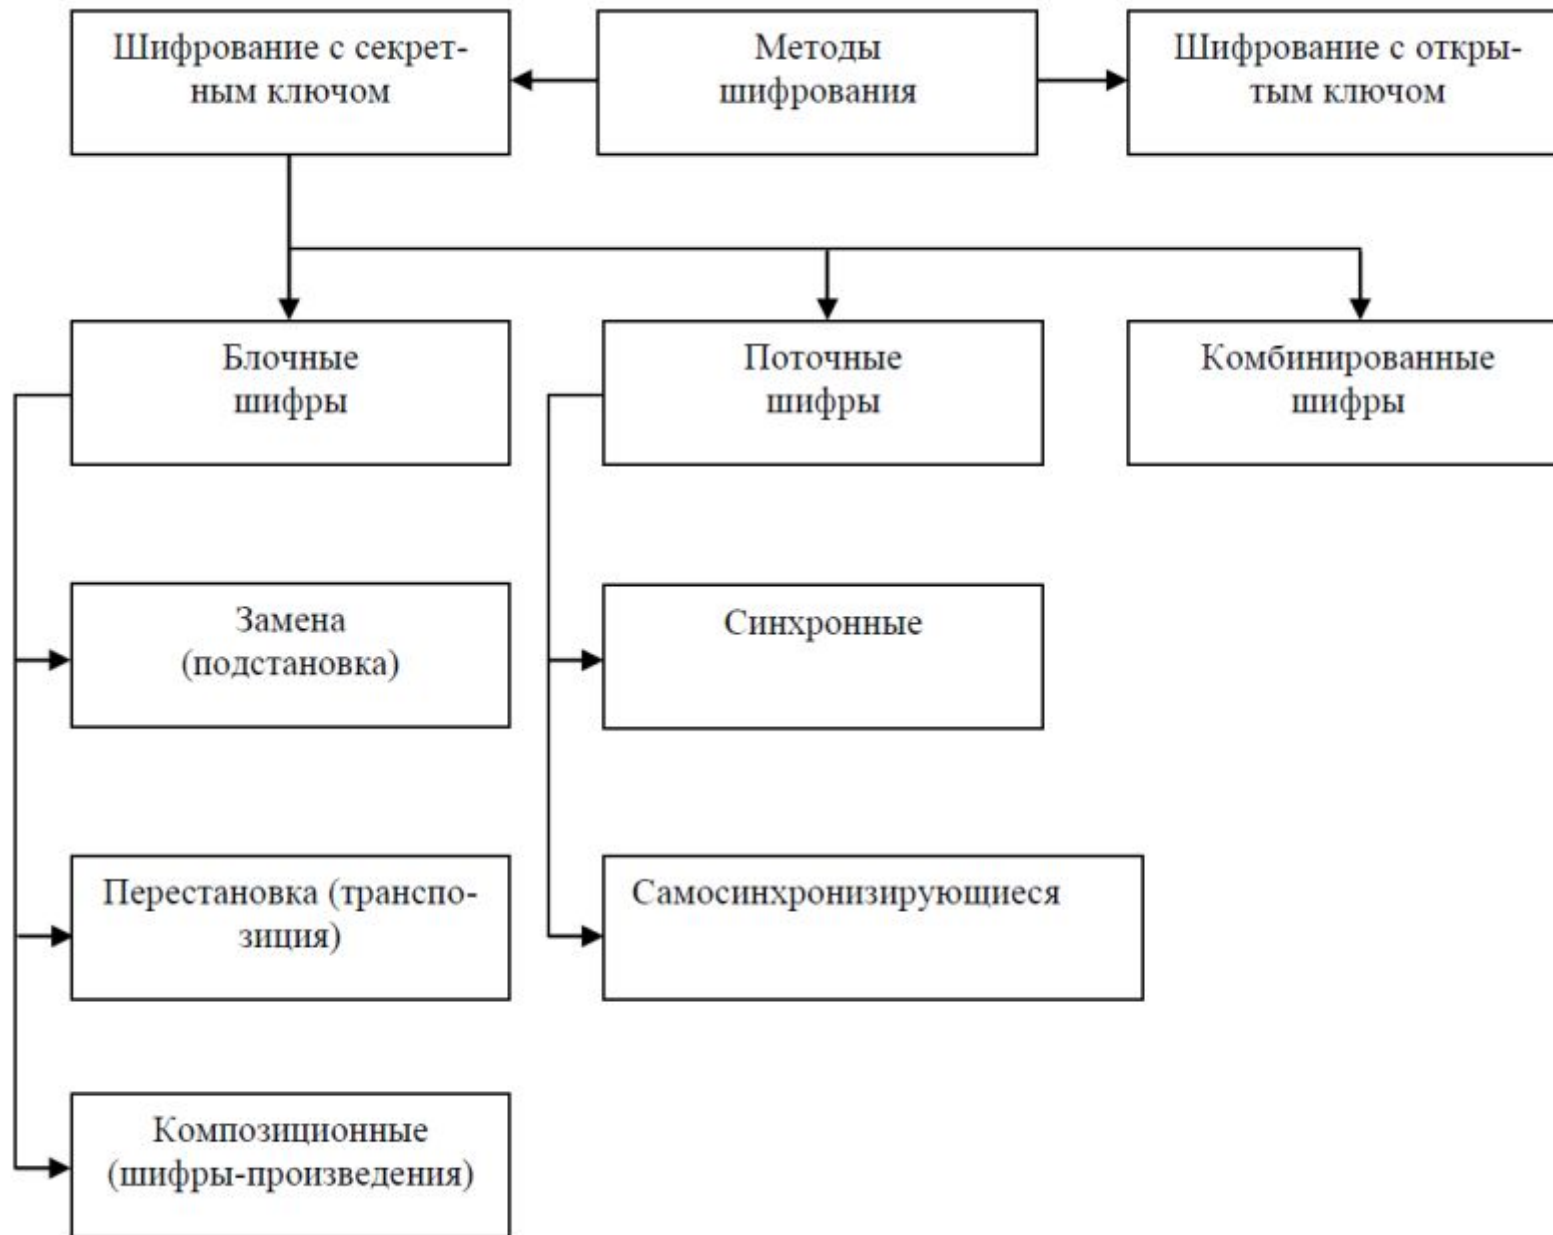 Шифрование с секрет-
ным ключом
Методы
шифрования
Шифрование с откры-
тым ключом
Блочные
шифры
Поточные
шифры
Комбинированные
шифры
Замена
(подстановка)
Синхронные
Перестановка (транспо-
зиция)
Самосинхронизирующиеся
Композиционные
(шифры-произведения)